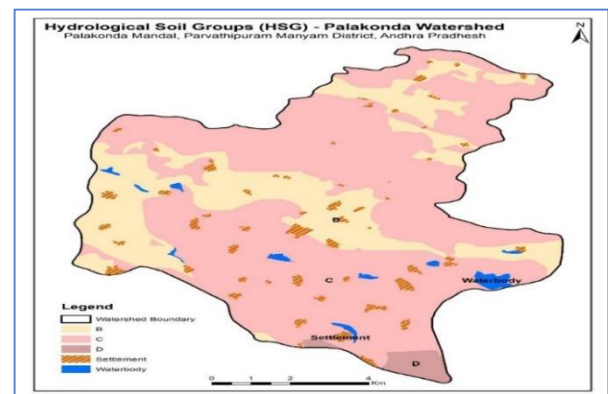 Hydrological Soil Groups (HSG) - Palakonda Watershed
Palakonda Mandal, Parvathipuram Manyam District, Andhra Pradhesh
N
B
C
Waterbody
Settlement
D
Legend
Watershed Boundary
B
C
D
Settlement
Waterbody
0 1 2 4
Km